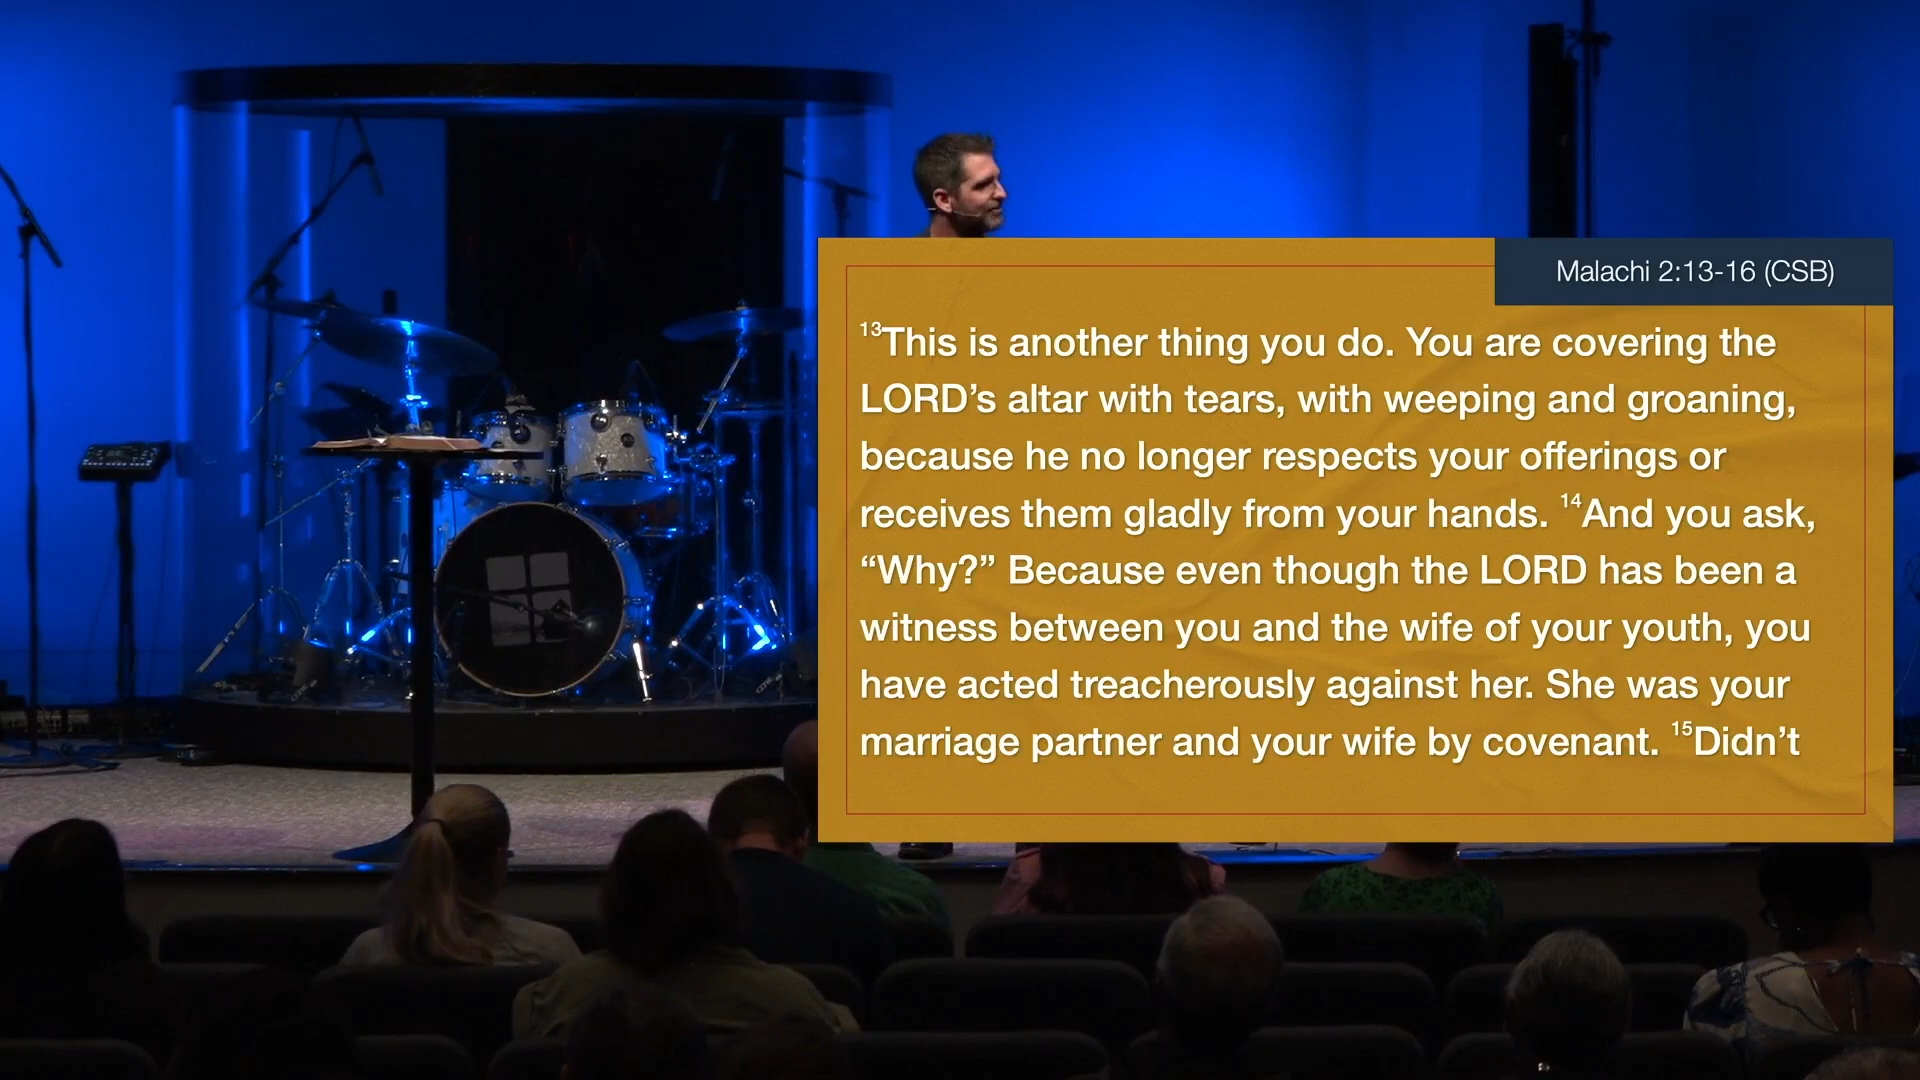 Malachi 2:13-16 (CSB)
13This is another thing you do. You are covering the
LORD’s altar with tears, with weeping and groaning,
because he no longer respects your offerings or
receives them gladly from your hands. 14And you ask,
“Why?” Because even though the LORD has been a
witness between you and the wife of your youth, you
have acted treacherously against her. She was your
marriage partner and your wife by covenant. 15Didn’t